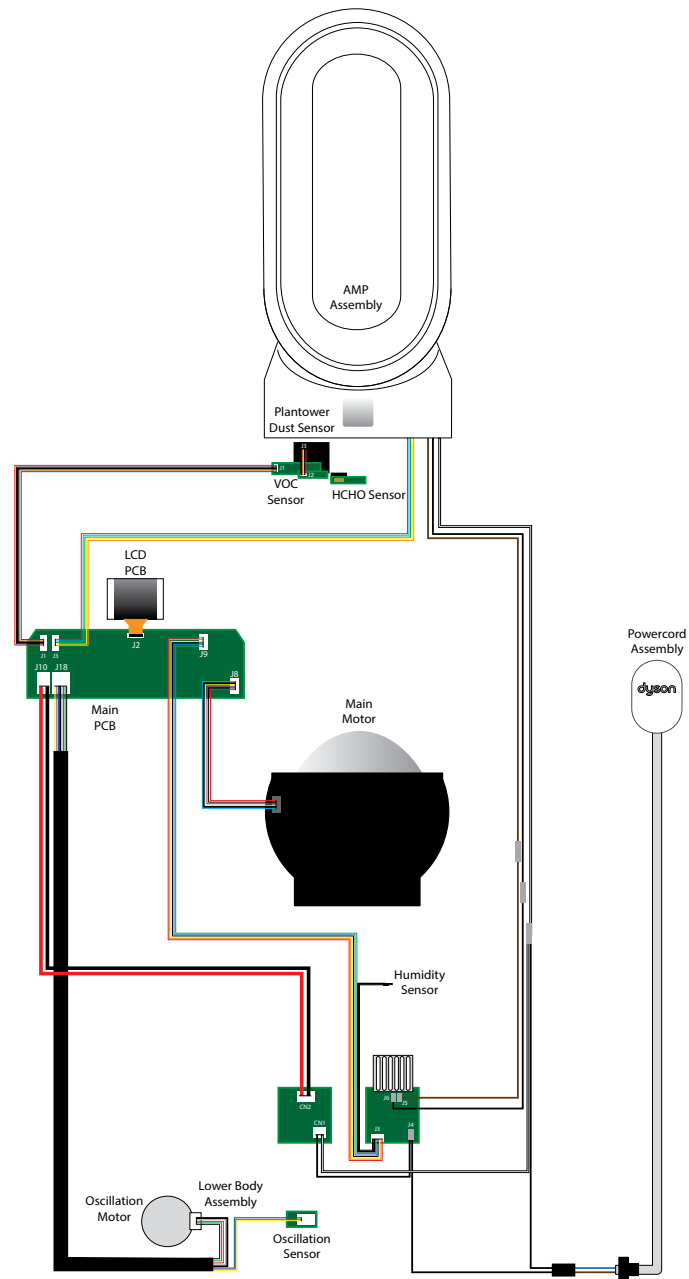 AMP
Assembly
Plantower
Dust Sensor
J3
J1
J2
VOC
Sensor
HCHO Sensor
LCD
PCB
J2
J1
J3
J9
J10
J18
J8
Main
PCB
Main
Motor
Powercord
Assembly
dyson
Humidity
Sensor
CN2
CN1
J6
J5
J3
J4
Oscillation
Motor
Lower Body
Assembly
Oscillation
Sensor